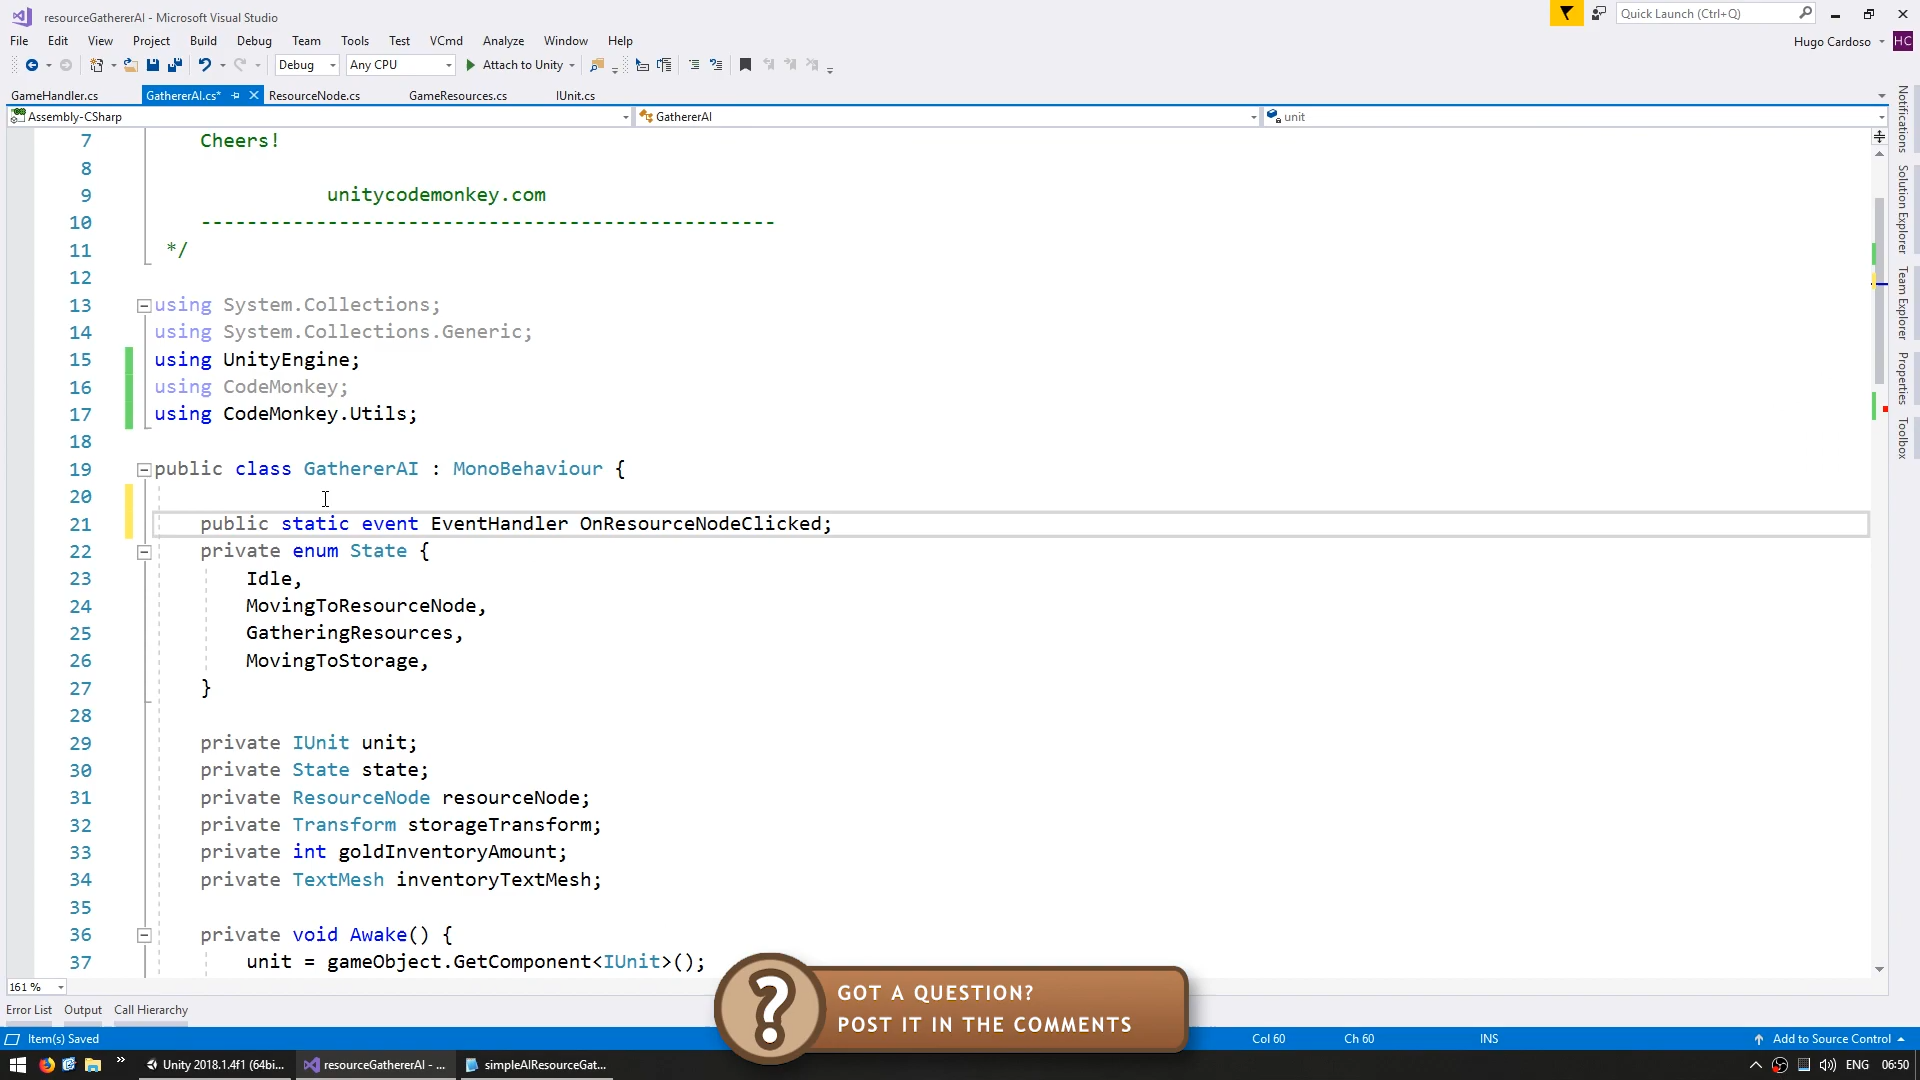 resourceGathererAI - Microsoft Visual Studio
Quick Launch (Ctrl+Q)
File Edit View Project Build Debug Team Tools Test VCmd Analyze Window Help
Hugo Cardoso HC
Debug Any CPU Attach to Unity
GameHandler.cs GathererAI.cs* ResourceNode.cs GameResources.cs IUnit.cs
Assembly-CSharp GathererAI unit
7 Cheers!
8
9 unitycodemonkey.com
10 --------------------------------------------------
11 */
12
13 using System.Collections;
14 using System.Collections.Generic;
15 using UnityEngine;
16 using CodeMonkey;
17 using CodeMonkey.Utils;
18
19 public class GathererAI : MonoBehaviour {
20
21 public static event EventHandler OnResourceNodeClicked;
22 private enum State {
23 Idle,
24 MovingToResourceNode,
25 GatheringResources,
26 MovingToStorage,
27 }
28
29 private IUnit unit;
30 private State state;
31 private ResourceNode resourceNode;
32 private Transform storageTransform;
33 private int goldInventoryAmount;
34 private TextMesh inventoryTextMesh;
35
36 private void Awake() {
37 unit = gameObject.GetComponent<IUnit>();
Notifications
Solution Explorer
Team Explorer
Properties
Toolbox
161 %
Error List Output Call Hierarchy
?
GOT A QUESTION?
POST IT IN THE COMMENTS
Item(s) Saved Col 60 Ch 60 INS Add to Source Control
Unity 2018.1.4f1 (64bi... resourceGathererAI - ... simpleAIResourceGat... ENG 06:50